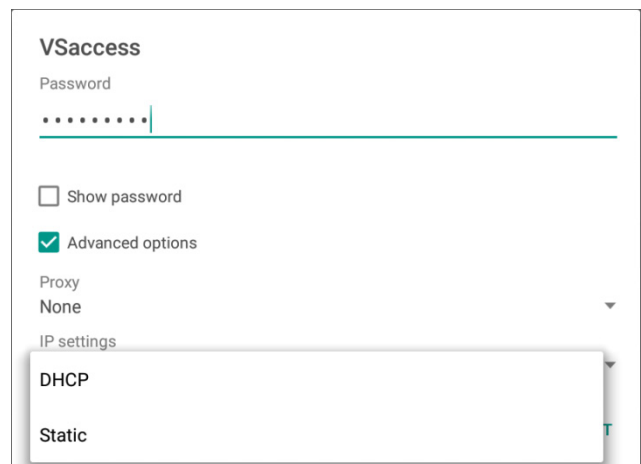 VSaccess
Password
•••••••••
Show password
Advanced options
Proxy
None
IP settings
DHCP
Static
T